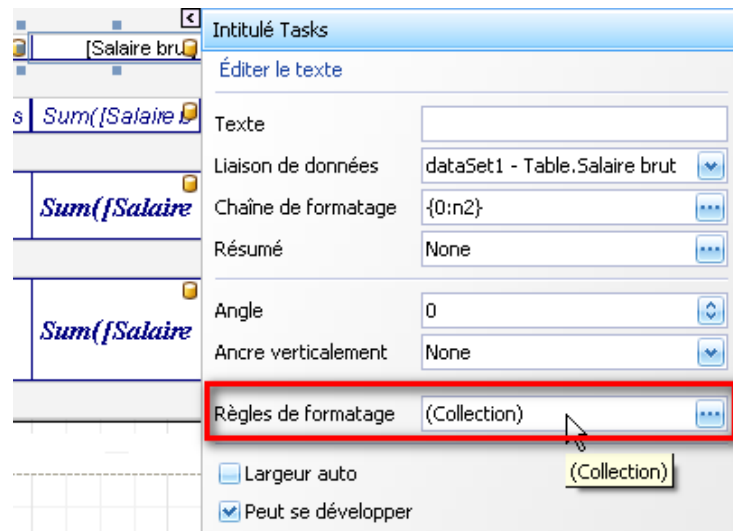 Intitulé Tasks
[Salaire bru
Éditer le texte
s Sum([Salaire b
Texte
Liaison de données dataSet1 - Table.Salaire brut
Sum([Salaire Chaîne de formatage {0:n2}
Résumé None
Angle 0
Sum([Salaire
Ancre verticalement None
Règles de formatage (Collection)
Largeur auto (Collection)
Peut se développer